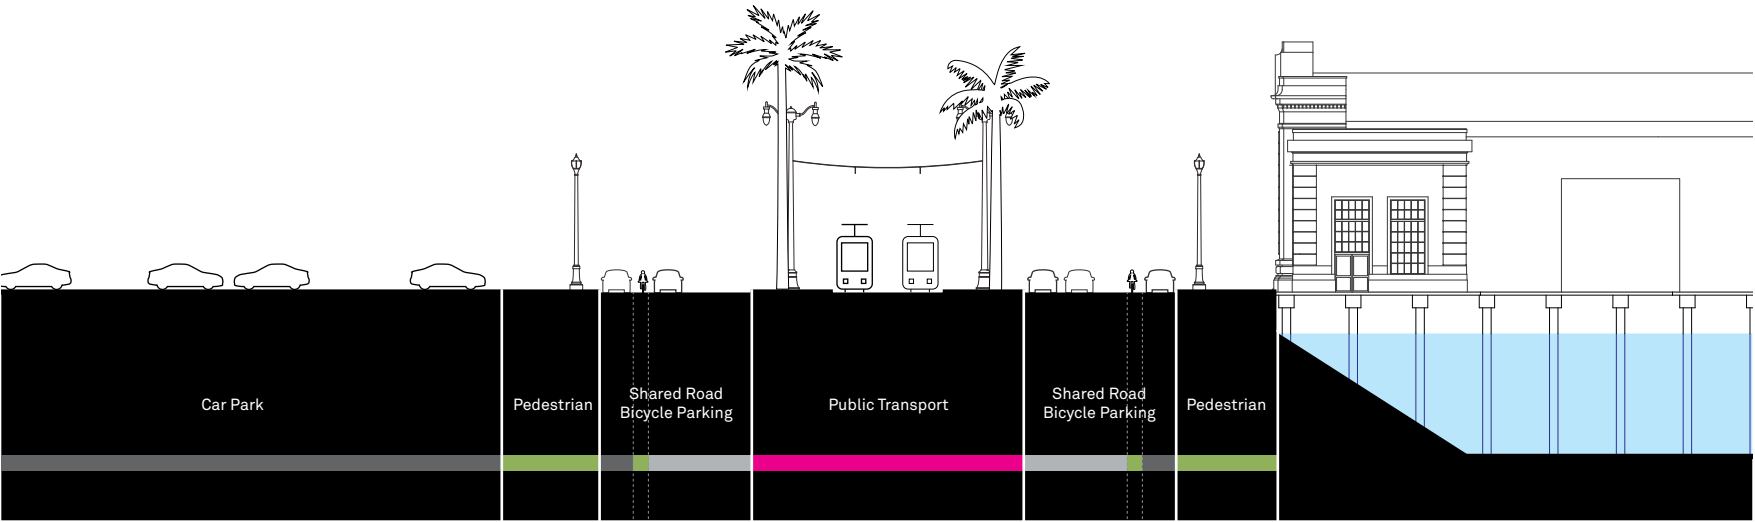 Car Park
Pedestrian
Shared Road
Bicycle Parking
Public Transport
Shared Road
Bicycle Parking
Pedestrian